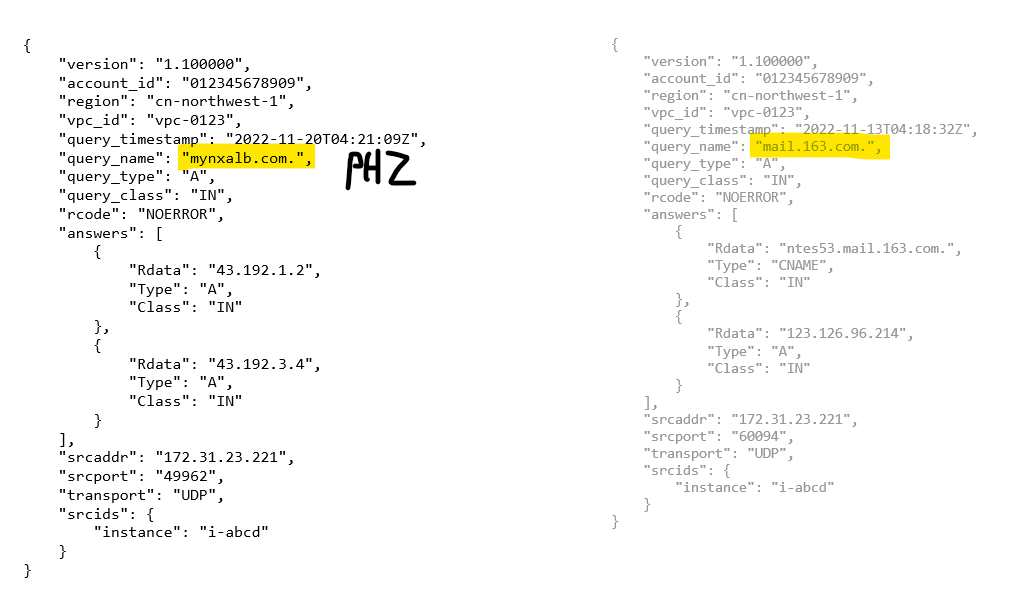 {
"version": "1.100000",
"account_id": "012345678909",
"region": "cn-northwest-1",
"vpc_id": "vpc-0123",
"query_timestamp": "2022-11-20T04:21:09Z",
"query_name": "mynxalb.com.",
PHZ
"query_type": "A",
"query_class": "IN",
"rcode": "NOERROR",
"answers": [
{
"Rdata": "43.192.1.2",
"Type": "A",
"Class": "IN"
},
{
"Rdata": "43.192.3.4",
"Type": "A",
"Class": "IN"
}
],
"srcaddr": "172.31.23.221",
"srcport": "49962",
"transport": "UDP",
"srcids": {
"instance": "i-abcd"
}
}
{
"version": "1.100000",
"account_id": "012345678909",
"region": "cn-northwest-1",
"vpc_id": "vpc-0123",
"query_timestamp": "2022-11-13T04:18:32Z",
"query_name": "mail.163.com.",
"query_type": "A",
"query_class": "IN",
"rcode": "NOERROR",
"answers": [
{
"Rdata": "ntes53.mail.163.com.",
"Type": "CNAME",
"Class": "IN"
},
{
"Rdata": "123.126.96.214",
"Type": "A",
"Class": "IN"
}
],
"srcaddr": "172.31.23.221",
"srcport": "60094",
"transport": "UDP",
"srcids": {
"instance": "i-abcd"
}
}